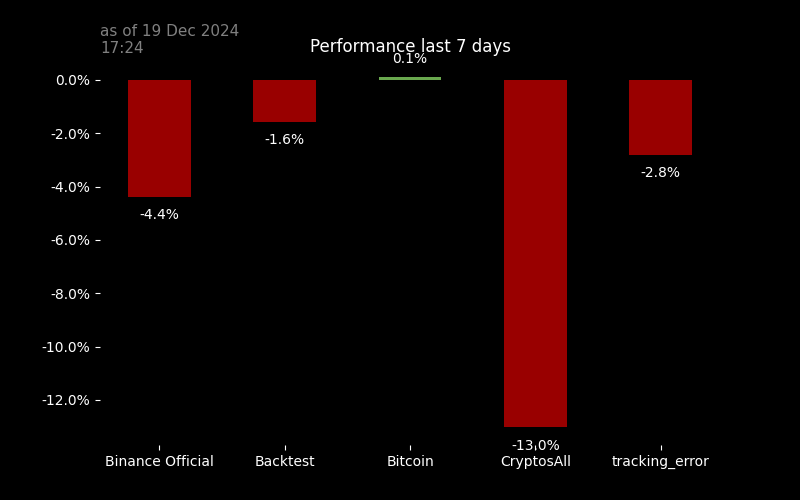 as of 19 Dec 2024
17:24
Performance last 7 days
0.1%
0.0%
-2.0%
-4.0%
-6.0%
-8.0%
-10.0%
-12.0%
-4.4%
-1.6%
-13.0%
-2.8%
Binance Official
Backtest
Bitcoin
CryptosAll
tracking_error